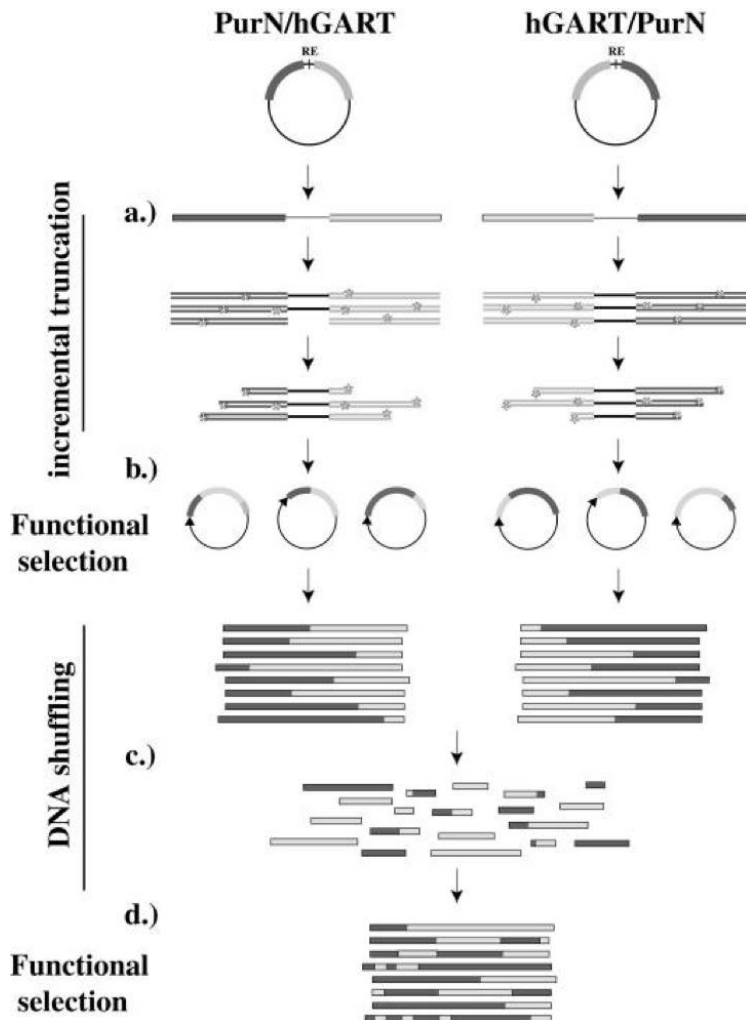 PurN/hGART
hGART/PurN
RE
RE
incremental truncation
a.)
b.)
Functional
selection
DNA shuffling
c.)
d.)
Functional
selection